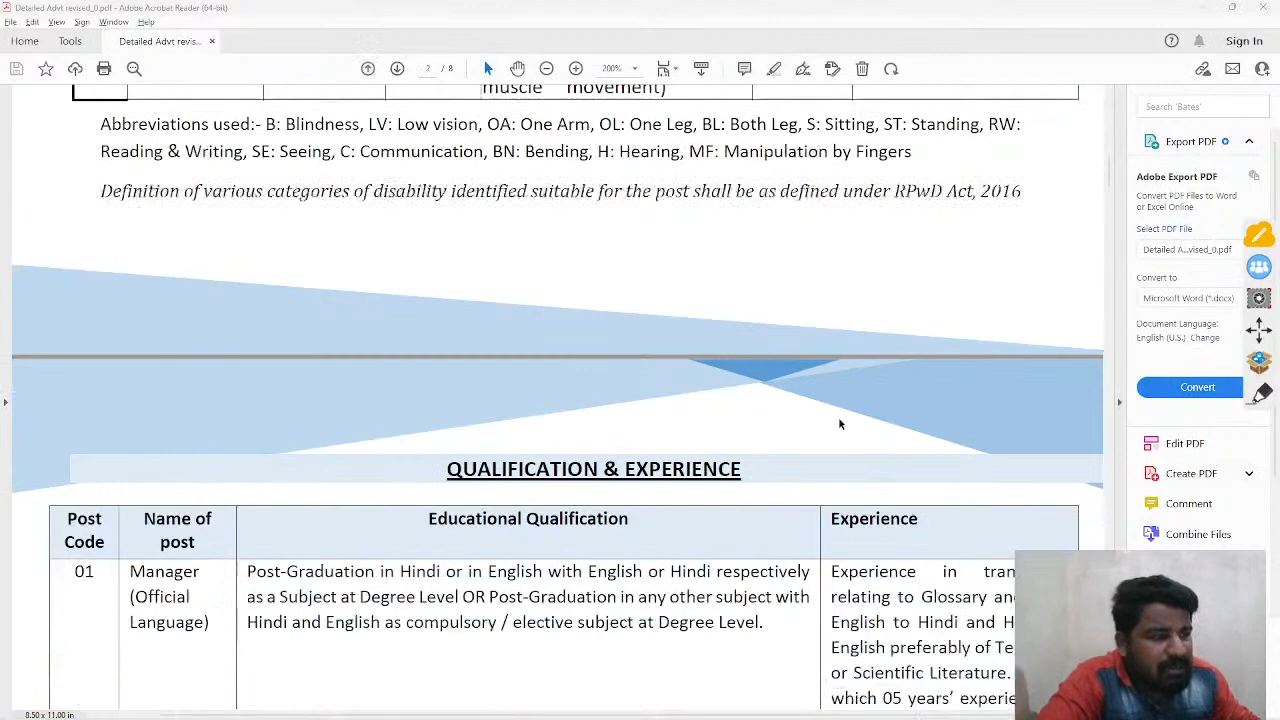 Detailed Advt revised_0.pdf - Adobe Acrobat Reader (64-bit)
File Edit View Sign Window Help
Home Tools Detailed Advt revis... × Sign In
2 / 8 200%
muscle movement)
Abbreviations used:- B: Blindness, LV: Low vision, OA: One Arm, OL: One Leg, BL: Both Leg, S: Sitting, ST: Standing, RW:
Reading & Writing, SE: Seeing, C: Communication, BN: Bending, H: Hearing, MF: Manipulation by Fingers
Definition of various categories of disability identified suitable for the post shall be as defined under RPwD Act, 2016
QUALIFICATION & EXPERIENCE
Post
Code
Name of
post
Educational Qualification
Experience
01
Manager
(Official
Language)
Post-Graduation in Hindi or in English with English or Hindi respectively
as a Subject at Degree Level OR Post-Graduation in any other subject with
Hindi and English as compulsory / elective subject at Degree Level.
Experience in
relating to Glossary
English to Hindi and
English preferably of
or Scientific Literature.
which 05 years'
8.50 x 11.00 in
Search 'Bates'
Export PDF
Adobe Export PDF
Convert PDF Files to Word
or Excel Online
Select PDF File
Detailed A...vised_0.pdf
Convert to
Microsoft Word (*.docx)
Document Language:
English (U.S.) Change
Convert
Edit PDF
Create PDF
Comment
Combine Files